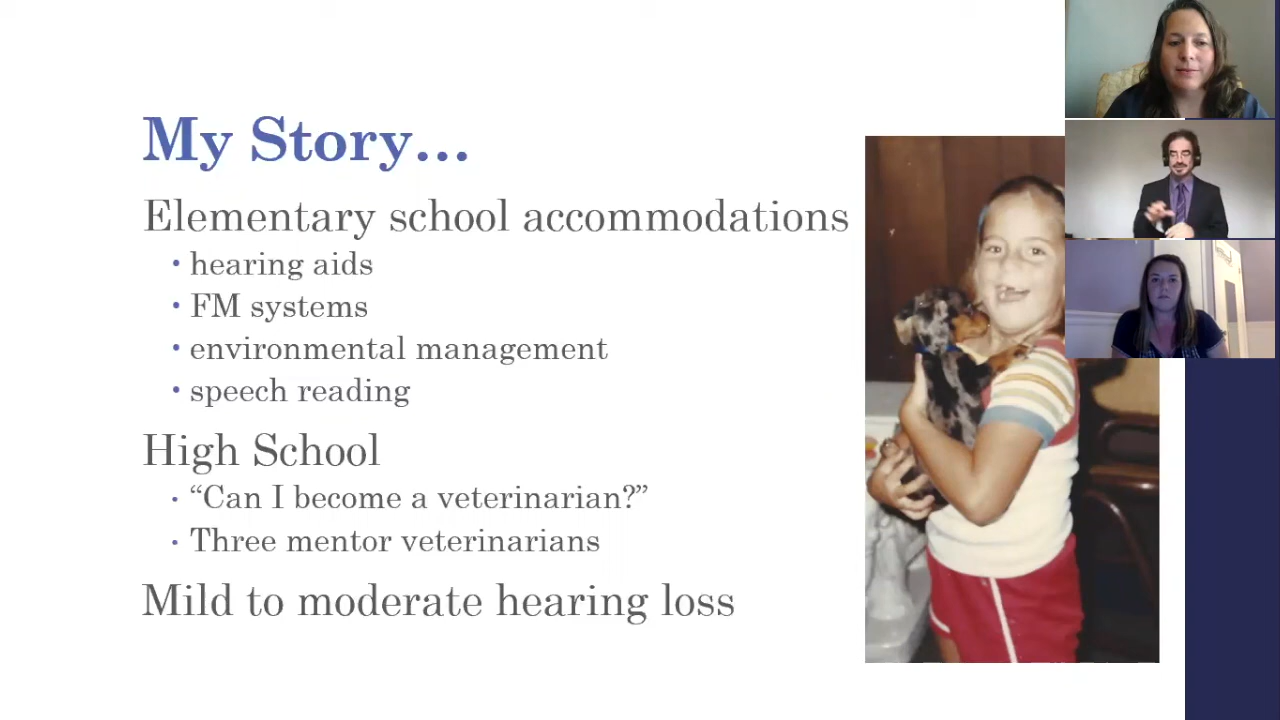 My Story...
Elementary school accommodations
• hearing aids
• FM systems
• environmental management
• speech reading
High School
• “Can I become a veterinarian?”
• Three mentor veterinarians
Mild to moderate hearing loss